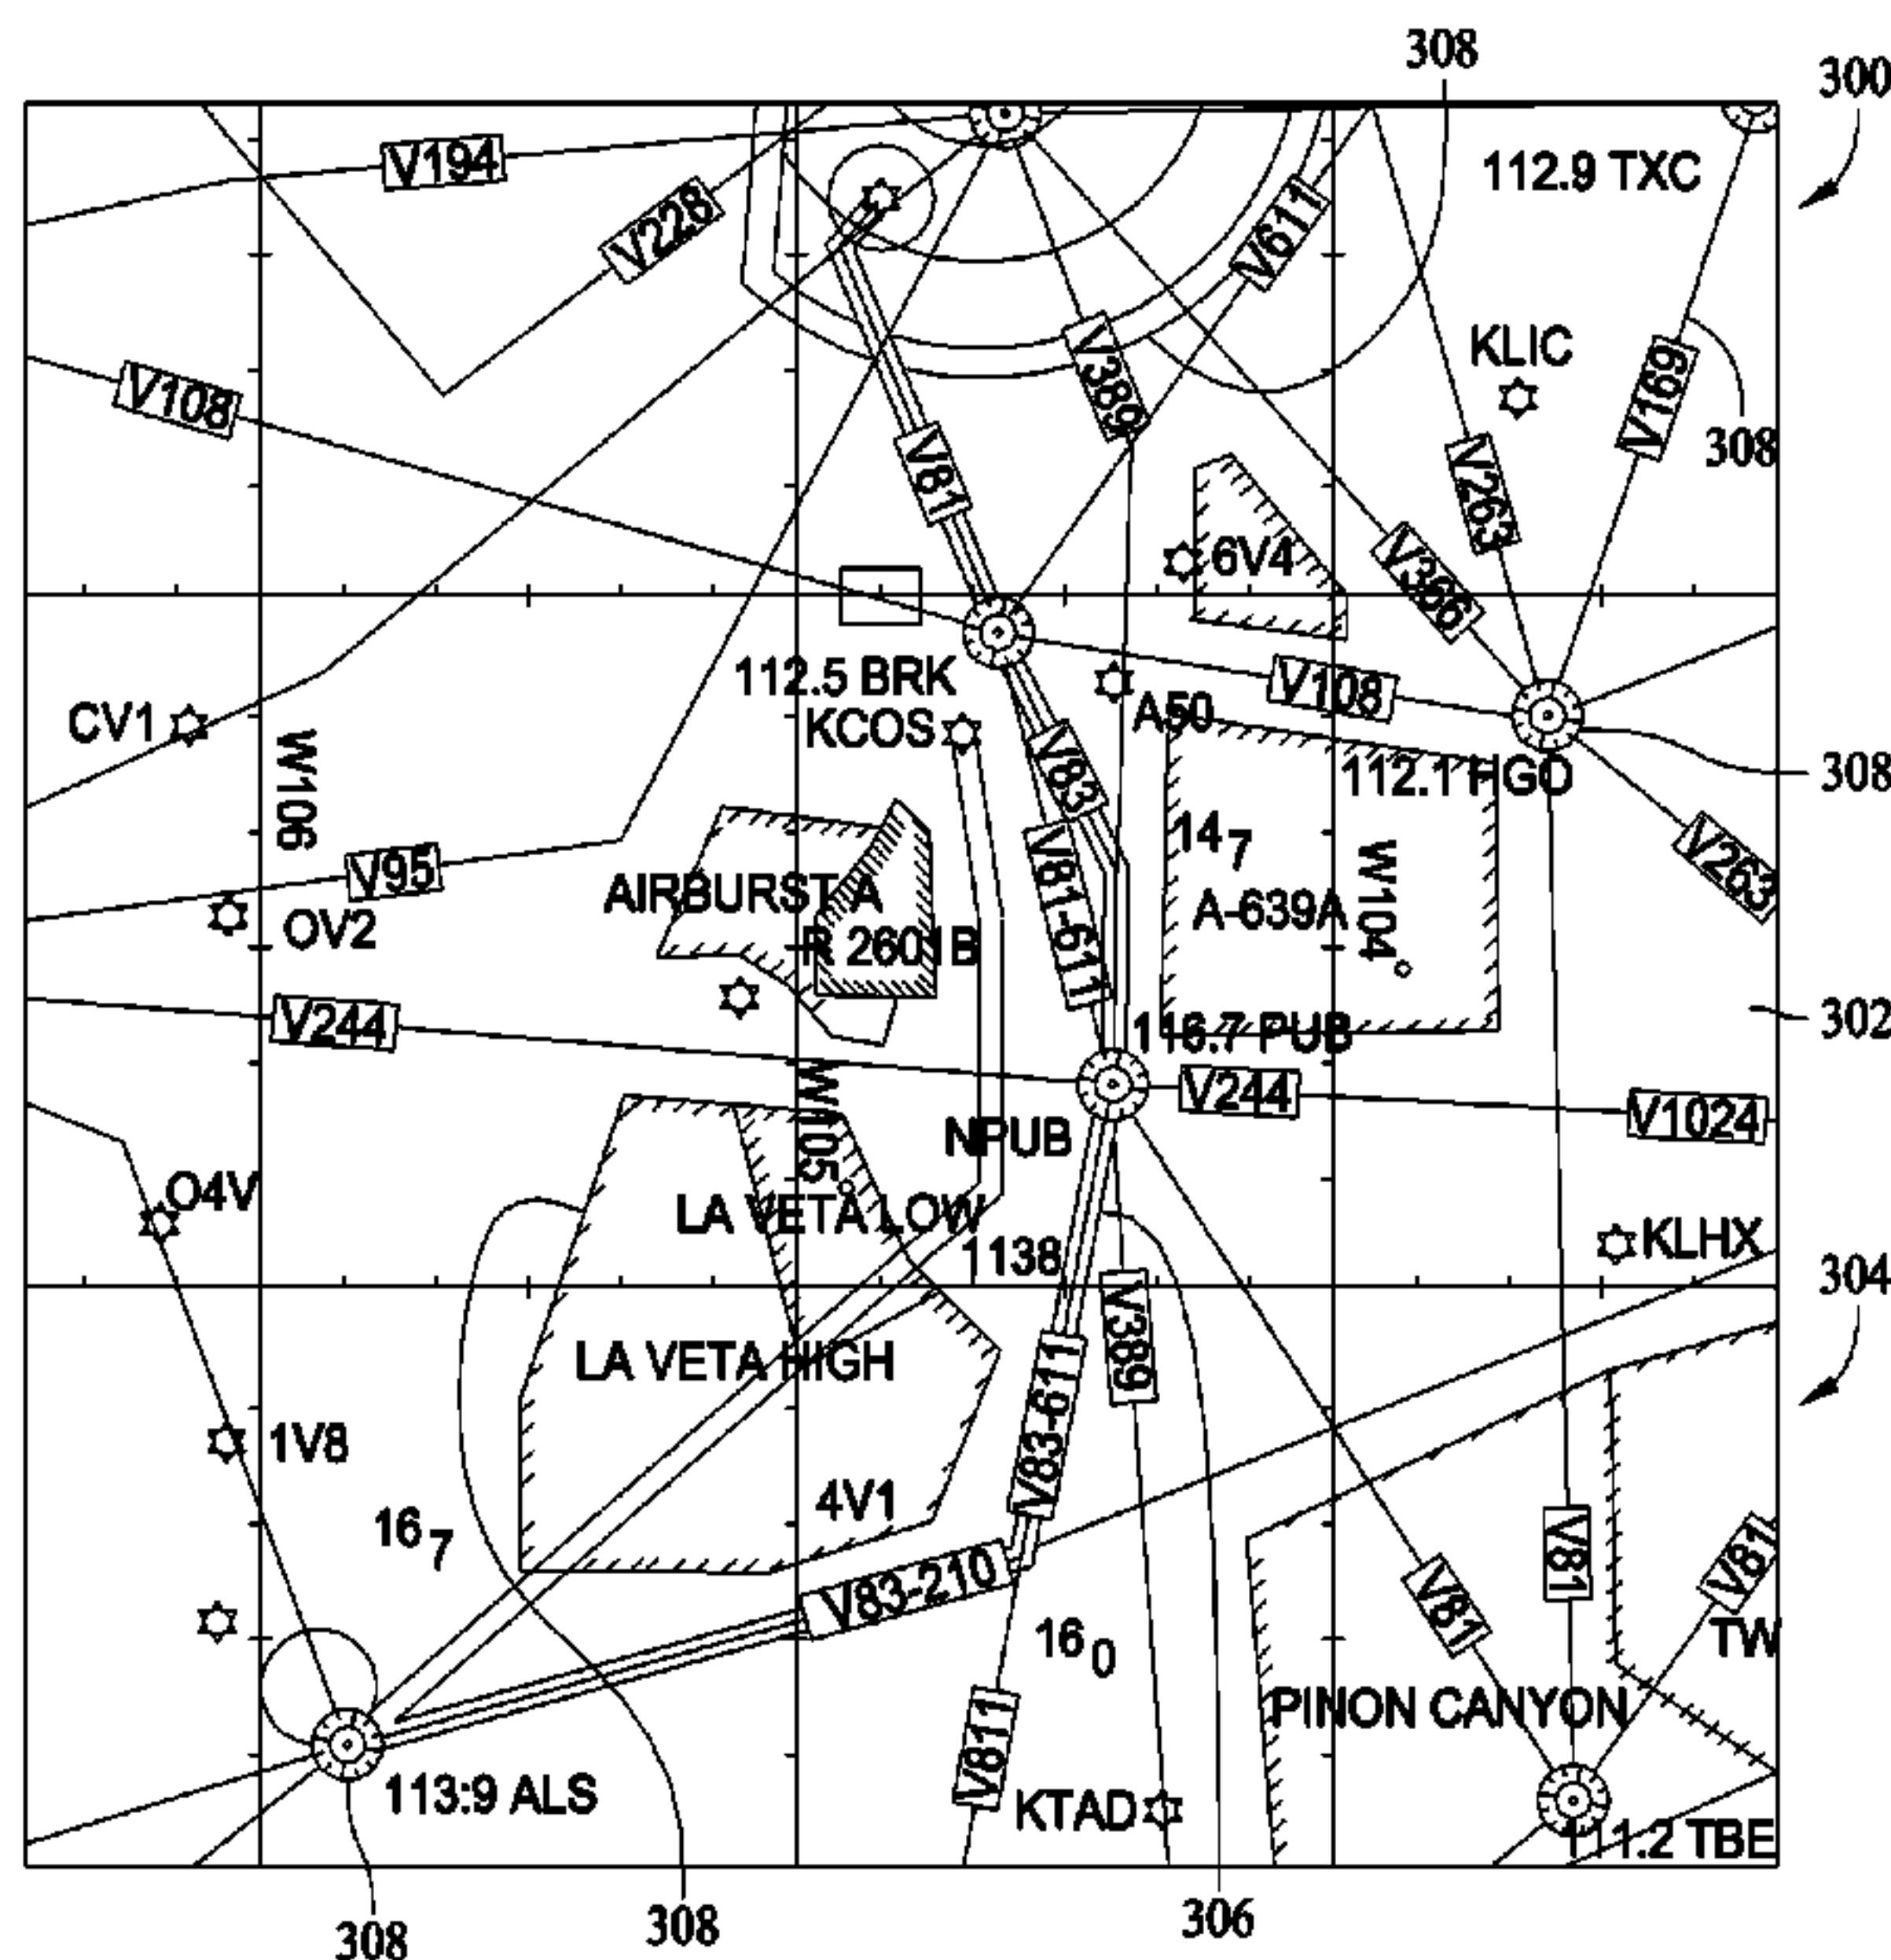 308
300
V194
112.9 TXC
V228
V611
V389
KLIC
V169
V108
308
V81
V263
6V4
V366
112.5 BRK
V108
CV1
KCOS
A50
W106
V83
112.1 HGO
308
14 7
V95
V81-611
W104°
V263
AIRBURST A
A-639A
OV2
R 2601B
V244
302
116.7 PUB
V244
V1024
NPUB
W105°
O4V
LA VETA LOW
1138
KLHX
304
V389
LA VETA HIGH
V83-611
1V8
4V1
16 7
V81
V81
V83-210
V81
16 0
TW
PINON CANYON
V811
113:9 ALS
KTAD
111.2 TBE
308
308
306